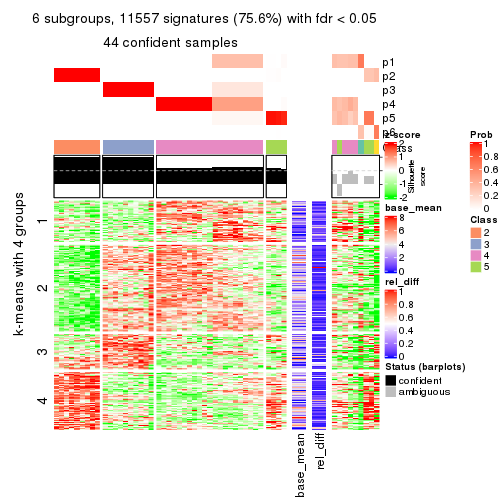 6 subgroups, 11557 signatures (75.6%) with fdr < 0.05
44 confident samples
p1
p2
p3
p4
p5
p6
Class
Silhouette
score
k-means with 4 groups
1
2
3
4
base_mean
rel_diff
z-score
2
1
0
-1
-2
base_mean
8
6
4
2
0
rel_diff
1
0.8
0.6
0.4
0.2
0
Status (barplots)
confident
ambiguous
Prob
1
0.8
0.6
0.4
0.2
0
Class
2
3
4
5